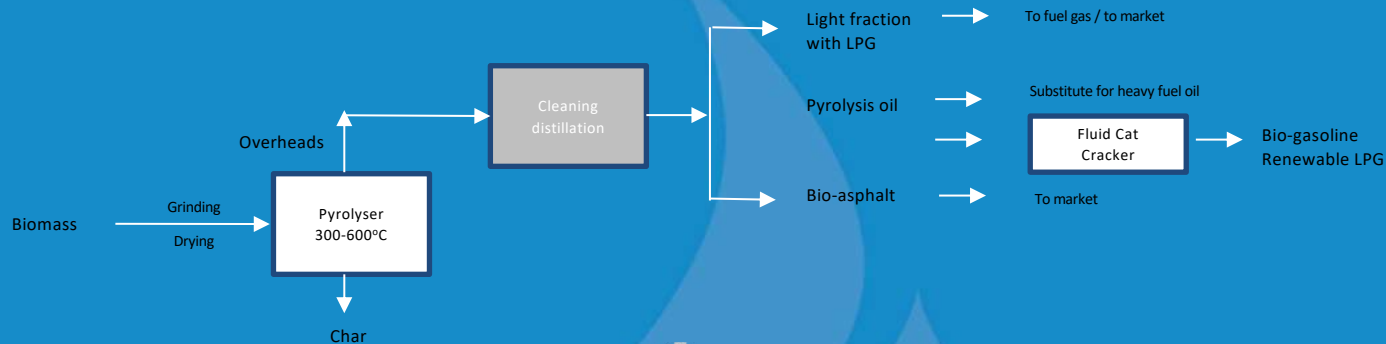 Light fraction
with LPG
To fuel gas / to market
Cleaning
distillation
Pyrolysis oil
Substitute for heavy fuel oil
Overheads
Fluid Cat
Cracker
Bio-gasoline
Renewable LPG
Bio-asphalt
To market
Biomass
Grinding
Drying
Pyrolyser
300-600°C
Char